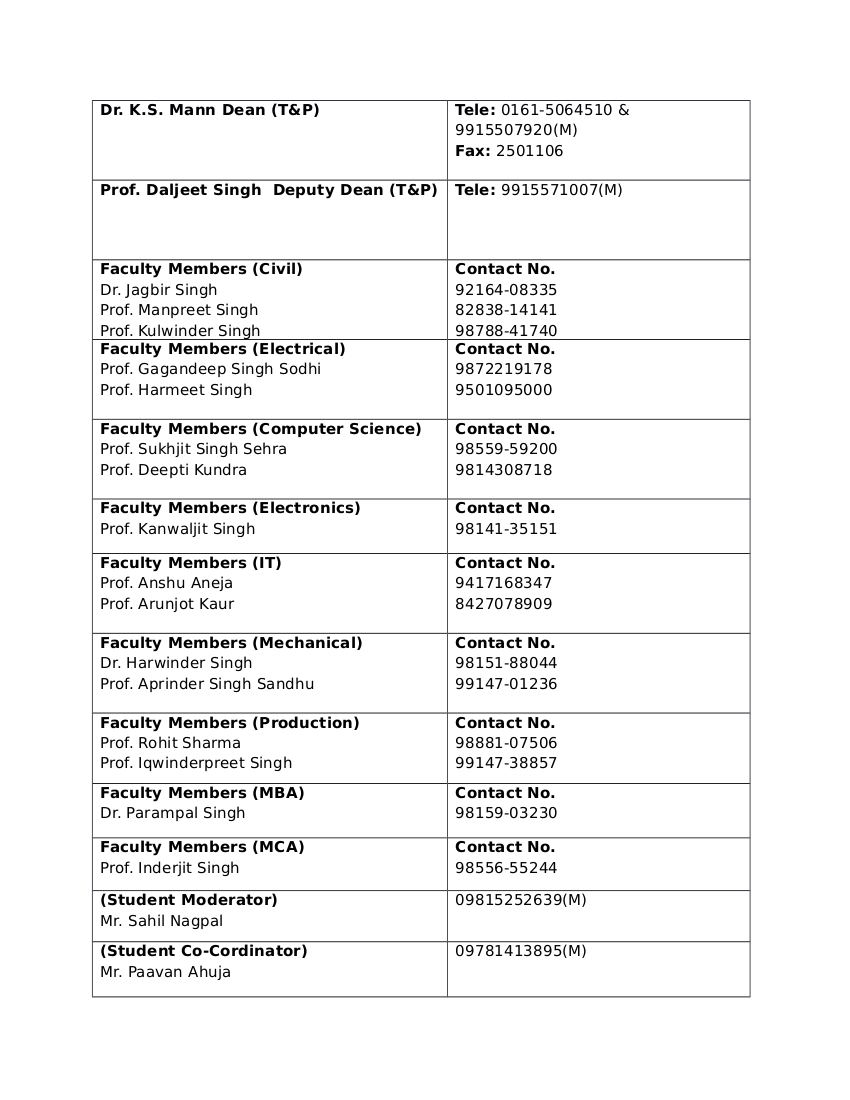 Dr. K.S. Mann Dean (T&P)
Tele: 0161-5064510 &
9915507920(M)
Fax: 2501106
Prof. Daljeet Singh  Deputy Dean (T&P)
Tele: 9915571007(M)
Faculty Members (Civil)
Contact No.
Dr. Jagbir Singh
92164-08335
Prof. Manpreet Singh
82838-14141
Prof. Kulwinder Singh
98788-41740
Faculty Members (Electrical)
Contact No.
Prof. Gagandeep Singh Sodhi
9872219178
Prof. Harmeet Singh
9501095000
Faculty Members (Computer Science)
Contact No.
Prof. Sukhjit Singh Sehra
98559-59200
Prof. Deepti Kundra
9814308718
Faculty Members (Electronics)
Contact No.
Prof. Kanwaljit Singh
98141-35151
Faculty Members (IT)
Contact No.
Prof. Anshu Aneja
9417168347
Prof. Arunjot Kaur
8427078909
Faculty Members (Mechanical)
Contact No.
Dr. Harwinder Singh
98151-88044
Prof. Aprinder Singh Sandhu
99147-01236
Faculty Members (Production)
Contact No.
Prof. Rohit Sharma
98881-07506
Prof. Iqwinderpreet Singh
99147-38857
Faculty Members (MBA)
Contact No.
Dr. Parampal Singh
98159-03230
Faculty Members (MCA)
Contact No.
Prof. Inderjit Singh
98556-55244
(Student Moderator)
09815252639(M)
Mr. Sahil Nagpal
(Student Co-Cordinator)
09781413895(M)
Mr. Paavan Ahuja